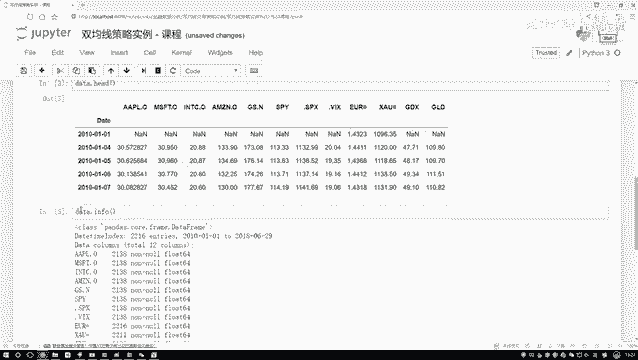 jupyter 双均线策略实例 - 课程 (unsaved changes)
File Edit View Insert Cell Kernel Widgets Help
Trusted Python 3
Code
In [3]: data.head()
Out[3]:
AAPL.O MSFT.O INTC.O AMZN.O GS.N SPY .SPX .VIX EUR= XAU= GDX GLD
Date
2010-01-01 NaN NaN NaN NaN NaN NaN NaN NaN 1.4323 1096.35 NaN NaN
2010-01-04 30.572827 30.950 20.88 133.90 173.08 113.33 1132.99 20.04 1.4411 1120.00 47.71 109.80
2010-01-05 30.625684 30.960 20.87 134.69 176.14 113.63 1136.52 19.35 1.4368 1118.65 48.17 109.70
2010-01-06 30.138541 30.770 20.80 132.25 174.26 113.71 1137.14 19.16 1.4412 1138.50 49.34 111.51
2010-01-07 30.082827 30.452 20.60 130.00 177.67 114.19 1141.69 19.06 1.4318 1131.90 49.10 110.82
In [5]: data.info()
<class 'pandas.core.frame.DataFrame'>
DatetimeIndex: 2216 entries, 2010-01-01 to 2018-06-29
Data columns (total 12 columns):
AAPL.O 2138 non-null float64
MSFT.O 2138 non-null float64
INTC.O 2138 non-null float64
AMZN.O 2138 non-null float64
GS.N 2138 non-null float64
SPY 2138 non-null float64
.SPX 2138 non-null float64
.VIX 2138 non-null float64
EUR= 2216 non-null float64
XAU= 2211 non-null float64